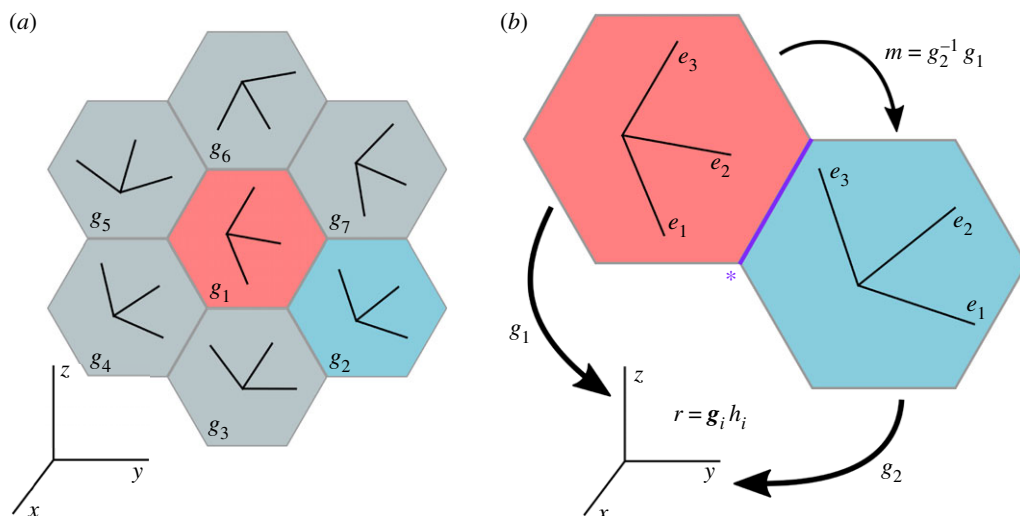 (a)
g₆
g₅
g₇
g₁
g₄
g₂
g₃
z
y
x
(b)
e₃
m = g₂⁻¹ g₁
e₂
e₃
e₁
e₂
*
e₁
g₁
z
r = gᵢ hᵢ
y
g₂
x